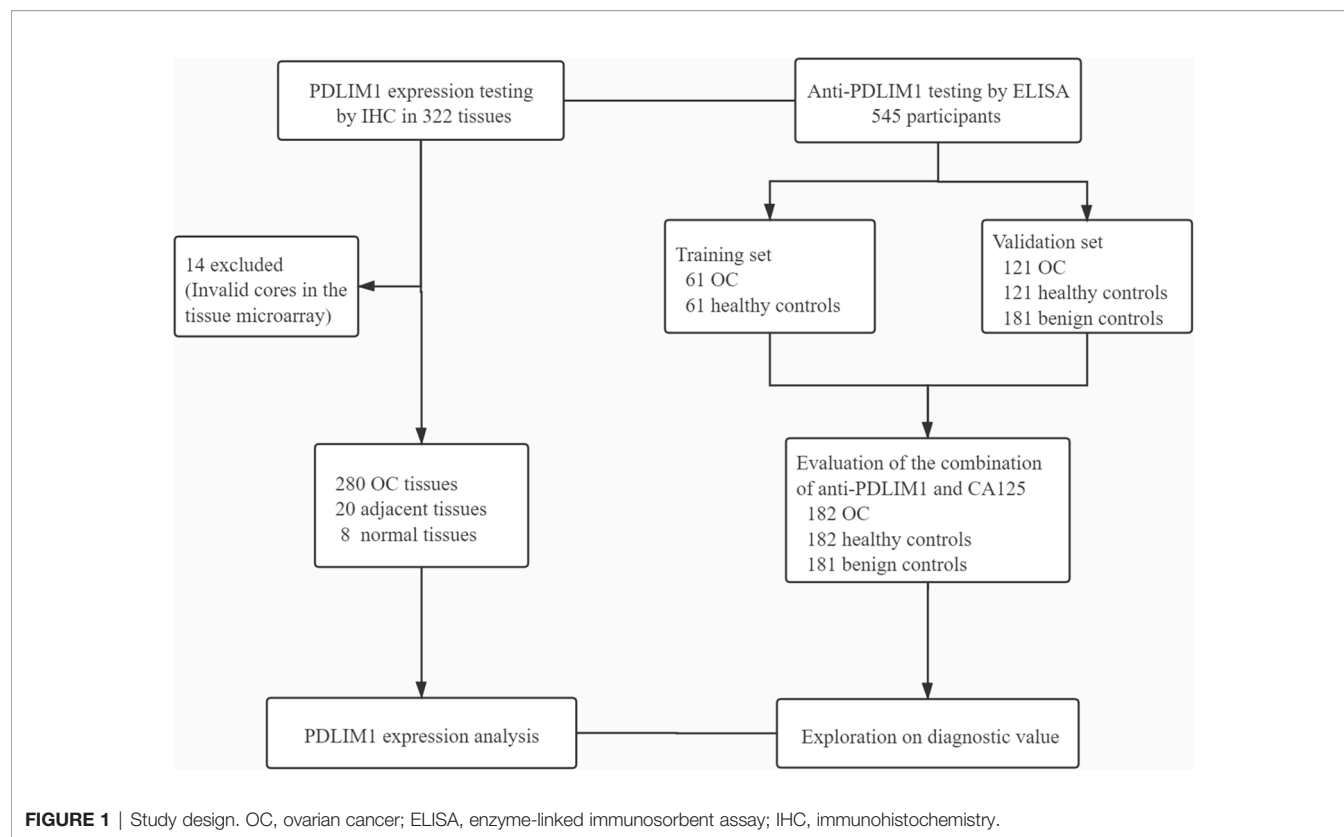 PDLIM1 expression testing
by IHC in 322 tissues
Anti-PDLIM1 testing by ELISA
545 participants
14 excluded
(Invalid cores in the
tissue microarray)
Training set
61 OC
61 healthy controls
Validation set
121 OC
121 healthy controls
181 benign controls
280 OC tissues
20 adjacent tissues
8 normal tissues
Evaluation of the combination
of anti-PDLIM1 and CA125
182 OC
182 healthy controls
181 benign controls
PDLIM1 expression analysis
Exploration on diagnostic value
FIGURE 1 | Study design. OC, ovarian cancer; ELISA, enzyme-linked immunosorbent assay; IHC, immunohistochemistry.